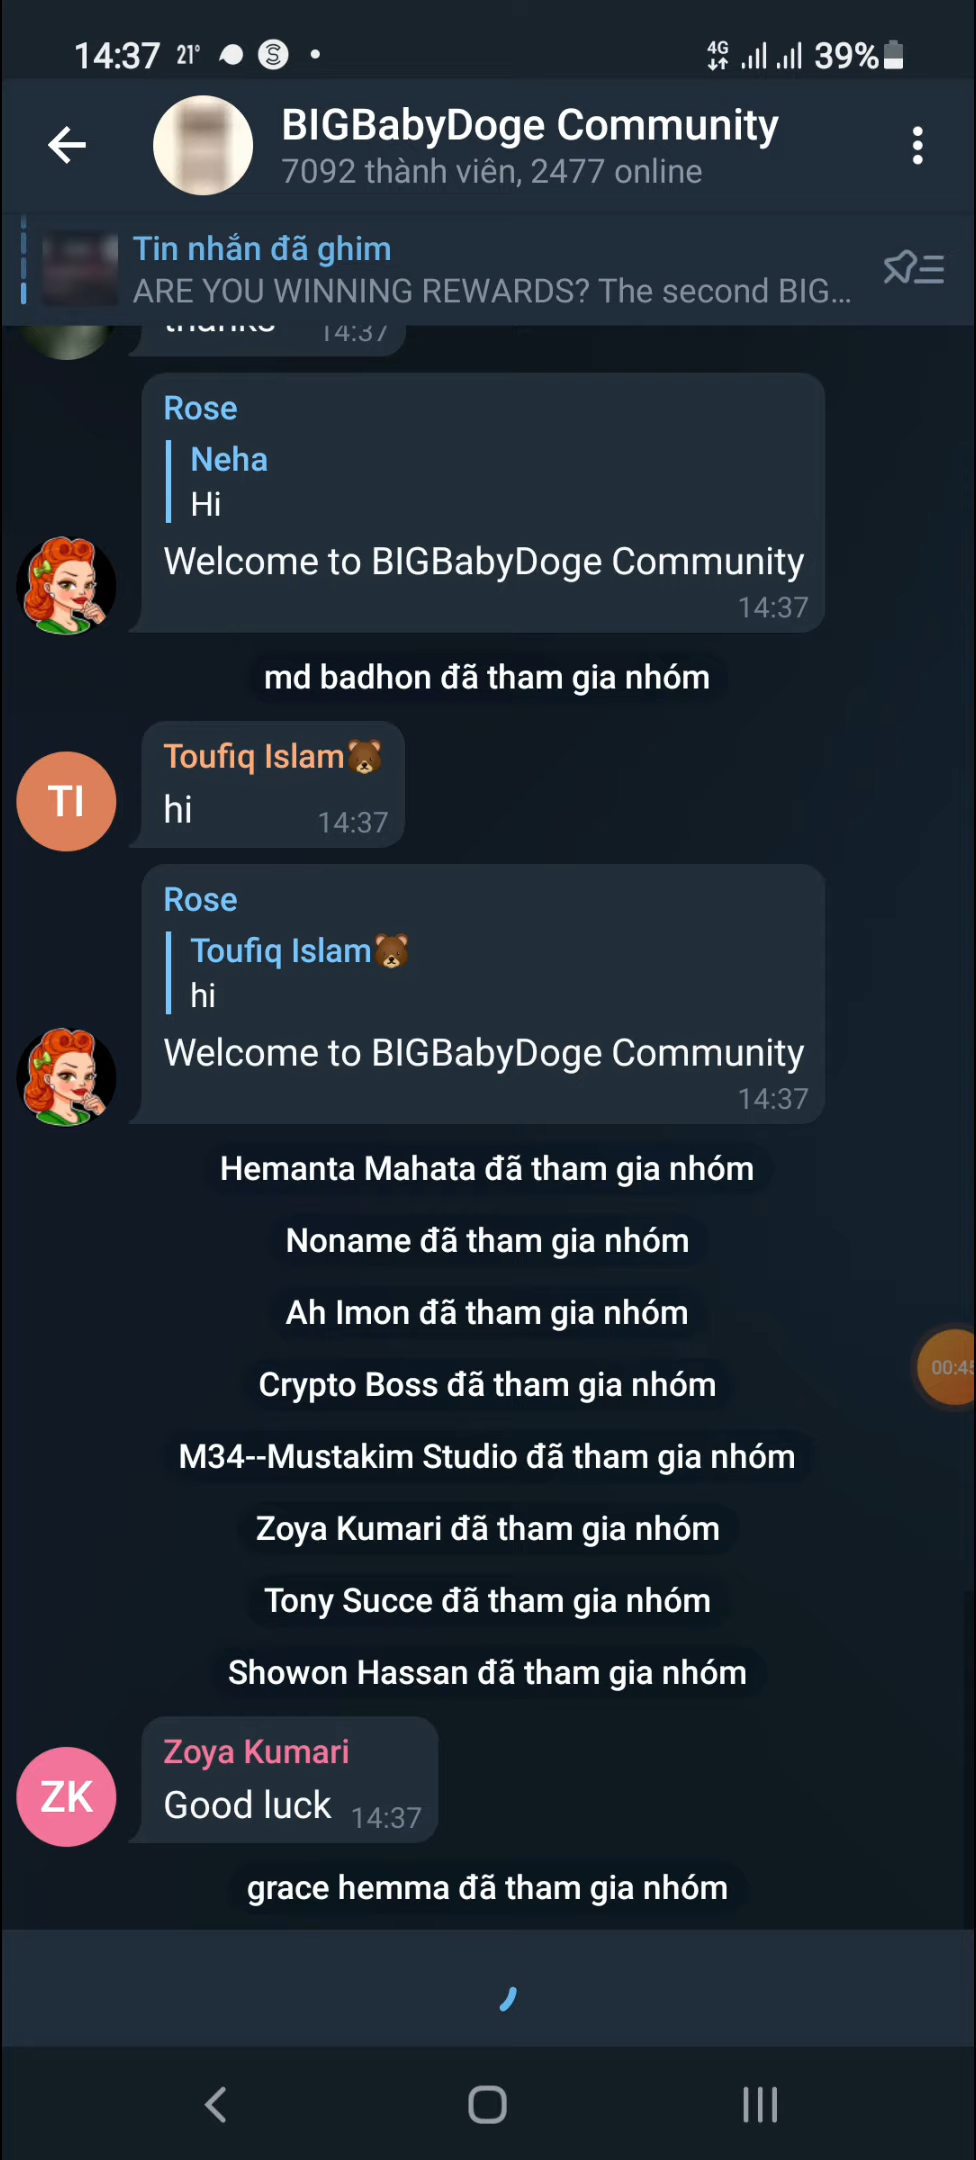 14:37 21° S
4G 39%
BIGBabyDoge Community
7092 thành viên, 2477 online
Tin nhắn đã ghim
ARE YOU WINNING REWARDS? The second BIG...
thanks 14:37
Rose
Neha
Hi
Welcome to BIGBabyDoge Community
14:37
md badhon đã tham gia nhóm
Toufiq Islam🐻
TI
hi 14:37
Rose
Toufiq Islam🐻
hi
Welcome to BIGBabyDoge Community
14:37
Hemanta Mahata đã tham gia nhóm
Noname đã tham gia nhóm
Ah Imon đã tham gia nhóm
00:45
Crypto Boss đã tham gia nhóm
M34--Mustakim Studio đã tham gia nhóm
Zoya Kumari đã tham gia nhóm
Tony Succe đã tham gia nhóm
Showon Hassan đã tham gia nhóm
Zoya Kumari
ZK
Good luck 14:37
grace hemma đã tham gia nhóm